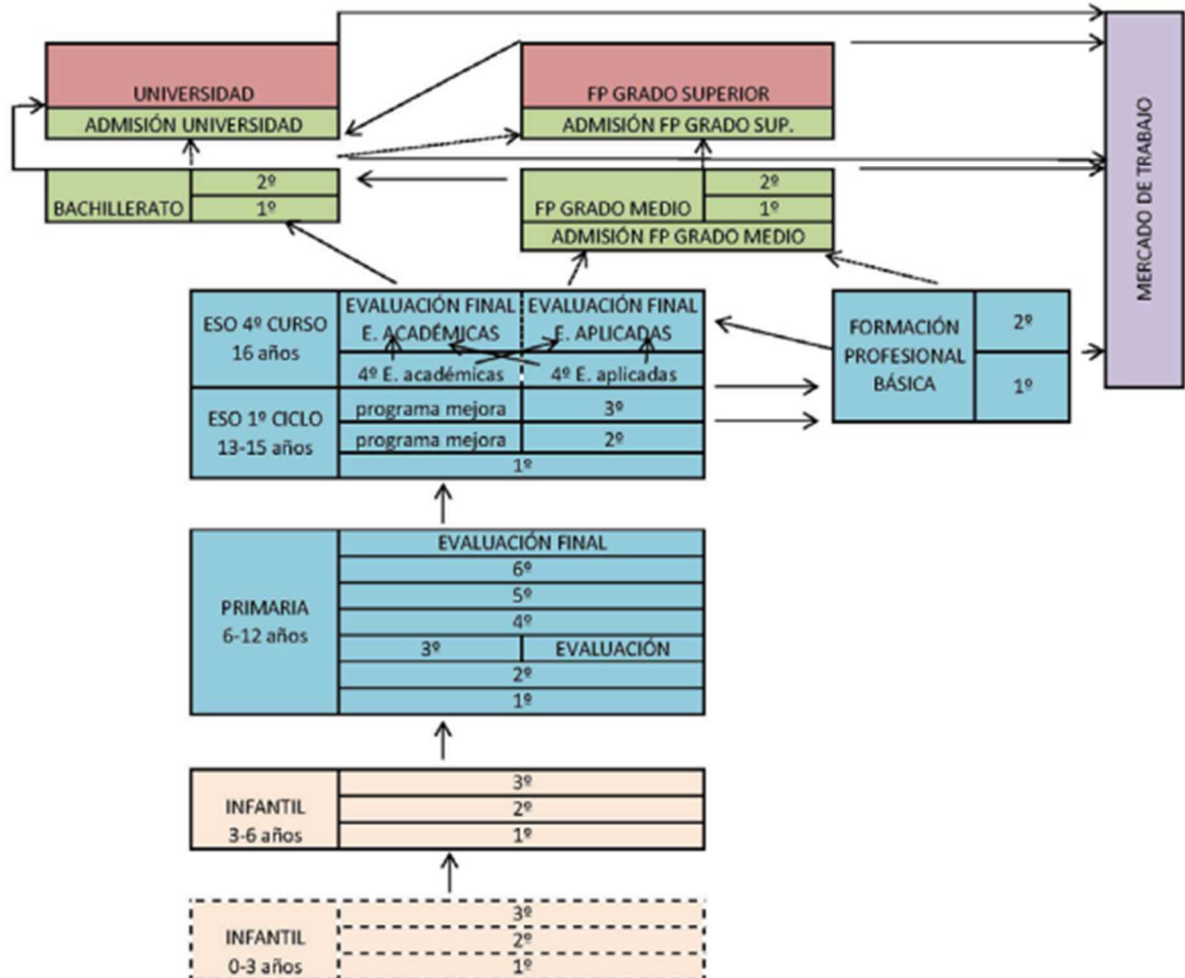 UNIVERSIDAD
ADMISIÓN UNIVERSIDAD
FP GRADO SUPERIOR
ADMISIÓN FP GRADO SUP.
MERCADO DE TRABAJO
BACHILLERATO
2º
1º
FP GRADO MEDIO
2º
1º
ADMISIÓN FP GRADO MEDIO
ESO 4º CURSO
16 años
EVALUACIÓN FINAL
E. ACADÉMICAS
EVALUACIÓN FINAL
E. APLICADAS
4º E. académicas
4º E. aplicadas
FORMACIÓN
PROFESIONAL
BÁSICA
2º
1º
ESO 1º CICLO
13-15 años
programa mejora
3º
programa mejora
2º
1º
PRIMARIA
6-12 años
EVALUACIÓN FINAL
6º
5º
4º
3º
EVALUACIÓN
2º
1º
INFANTIL
3-6 años
3º
2º
1º
INFANTIL
0-3 años
3º
2º
1º